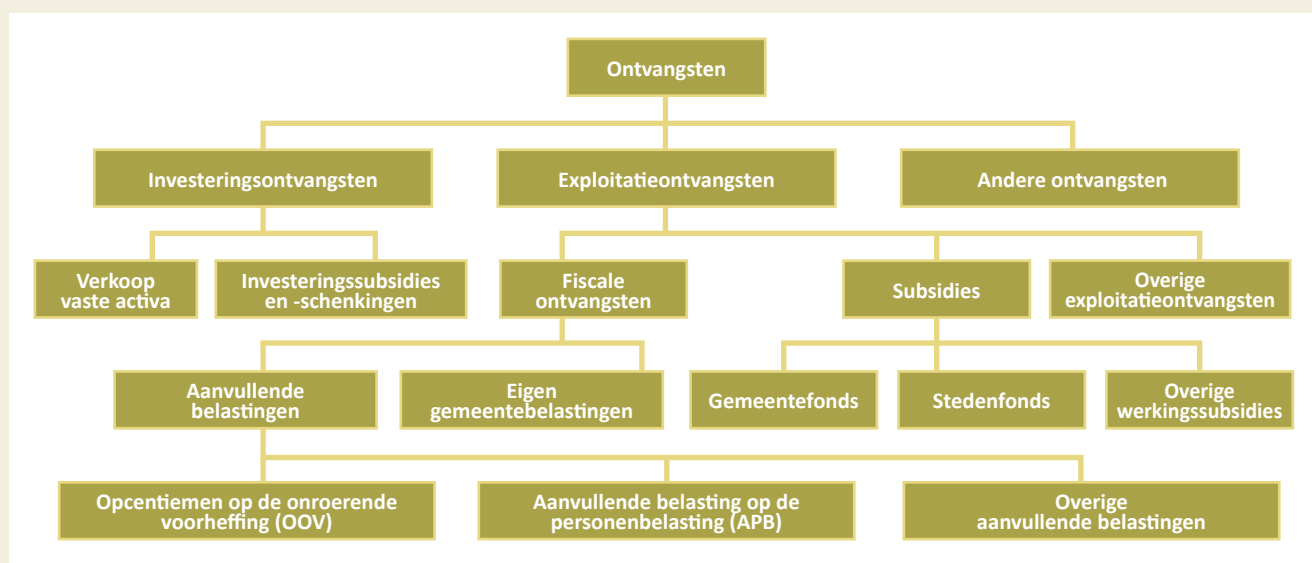 Ontvangsten
Investeringsontvangsten
Exploitatieontvangsten
Andere ontvangsten
Verkoop
vaste activa
Investeringssubsidies
en -schenkingen
Fiscale
ontvangsten
Subsidies
Overige
exploitatieontvangsten
Aanvullende
belastingen
Eigen
gemeentebelastingen
Gemeentefonds
Stedenfonds
Overige
werkingssubsidies
Opcentiemen op de onroerende
voorheffing (OOV)
Aanvullende belasting op de
personenbelasting (APB)
Overige
aanvullende belastingen